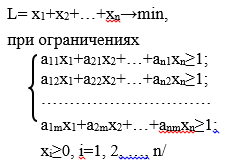 L= x₁+x₂+…+xₙ→min,
при ограничениях
a₁₁x₁+a₂₁x₂+…+aₙ₁xₙ≥1;
a₁₂x₁+a₂₂x₂+…+aₙ₂xₙ≥1;
………………………………
a₁ₘx₁+a₂ₘx₂+…+aₙₘxₙ≥1;
xᵢ≥0, i=1, 2,……, n/